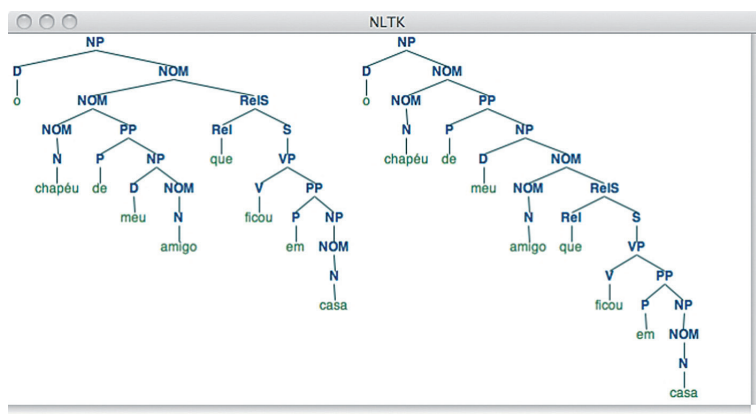 NLTK
NP NP
D NOM D NOM
o NOM RelS o NOM PP
NOM PP Rel S N P NP
N P NP que VP chapéu de D NOM
chapéu de D NOM V PP meu NOM RelS
meu N ficou P NP N Rel S
amigo em NOM amigo que VP
N V PP
casa ficou P NP
em NOM
N
casa